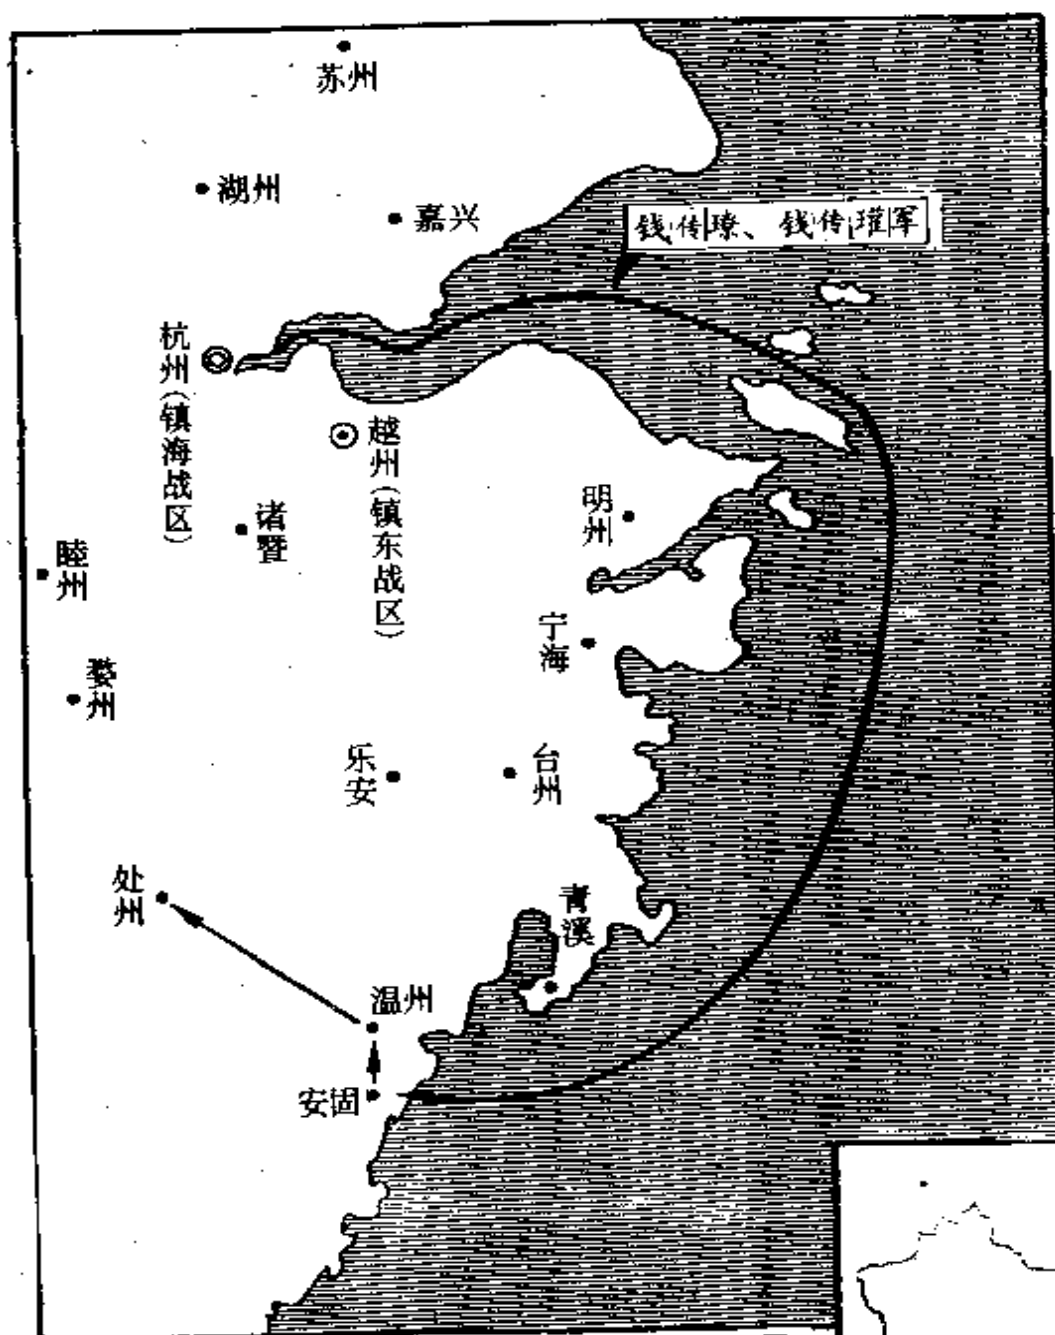 苏州
湖州
嘉兴
钱传璙、钱传瓘军
杭州(镇海战区)
越州(镇东战区)
诸暨
明州
睦州
宁海
婺州
乐安
台州
处州
青溪
温州
安固